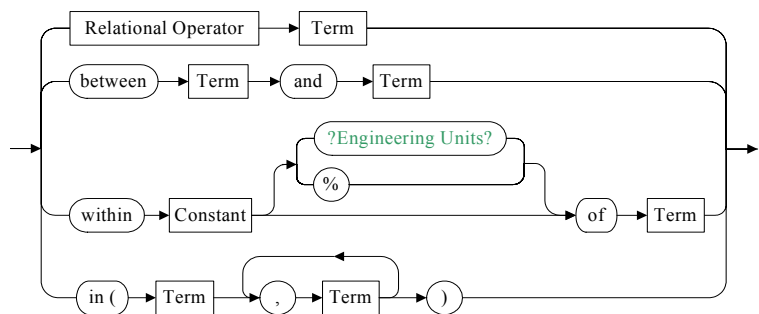 Relational Operator Term
between Term and Term
?Engineering Units?
%
within Constant of Term
in ( Term , Term )